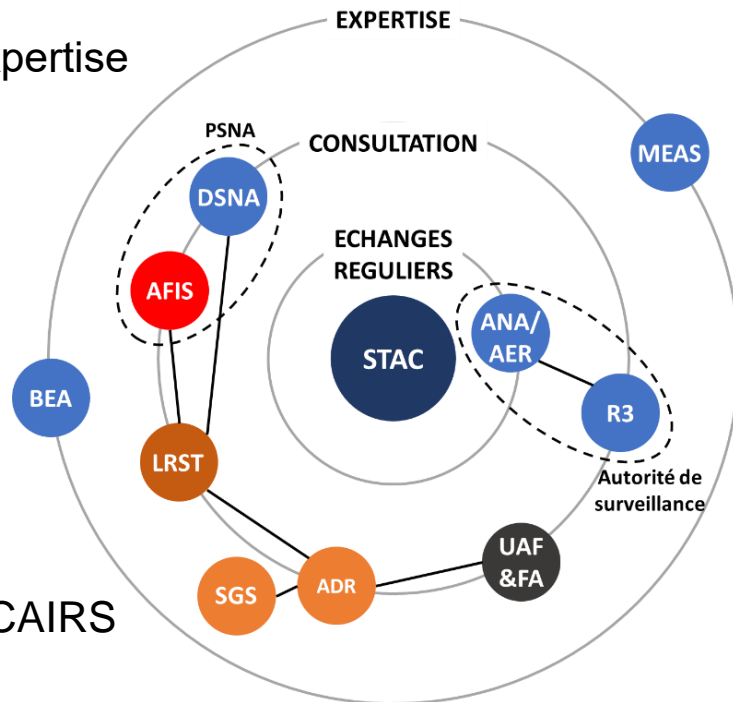 EXPERTISE
pertise
PSNA
CONSULTATION
MEAS
DSNA
ECHANGES
REGULIERS
AFIS
ANA/
AER
STAC
BEA
R3
LRST
Autorité de
surveillance
UAF
&FA
SGS
ADR
CAIRS